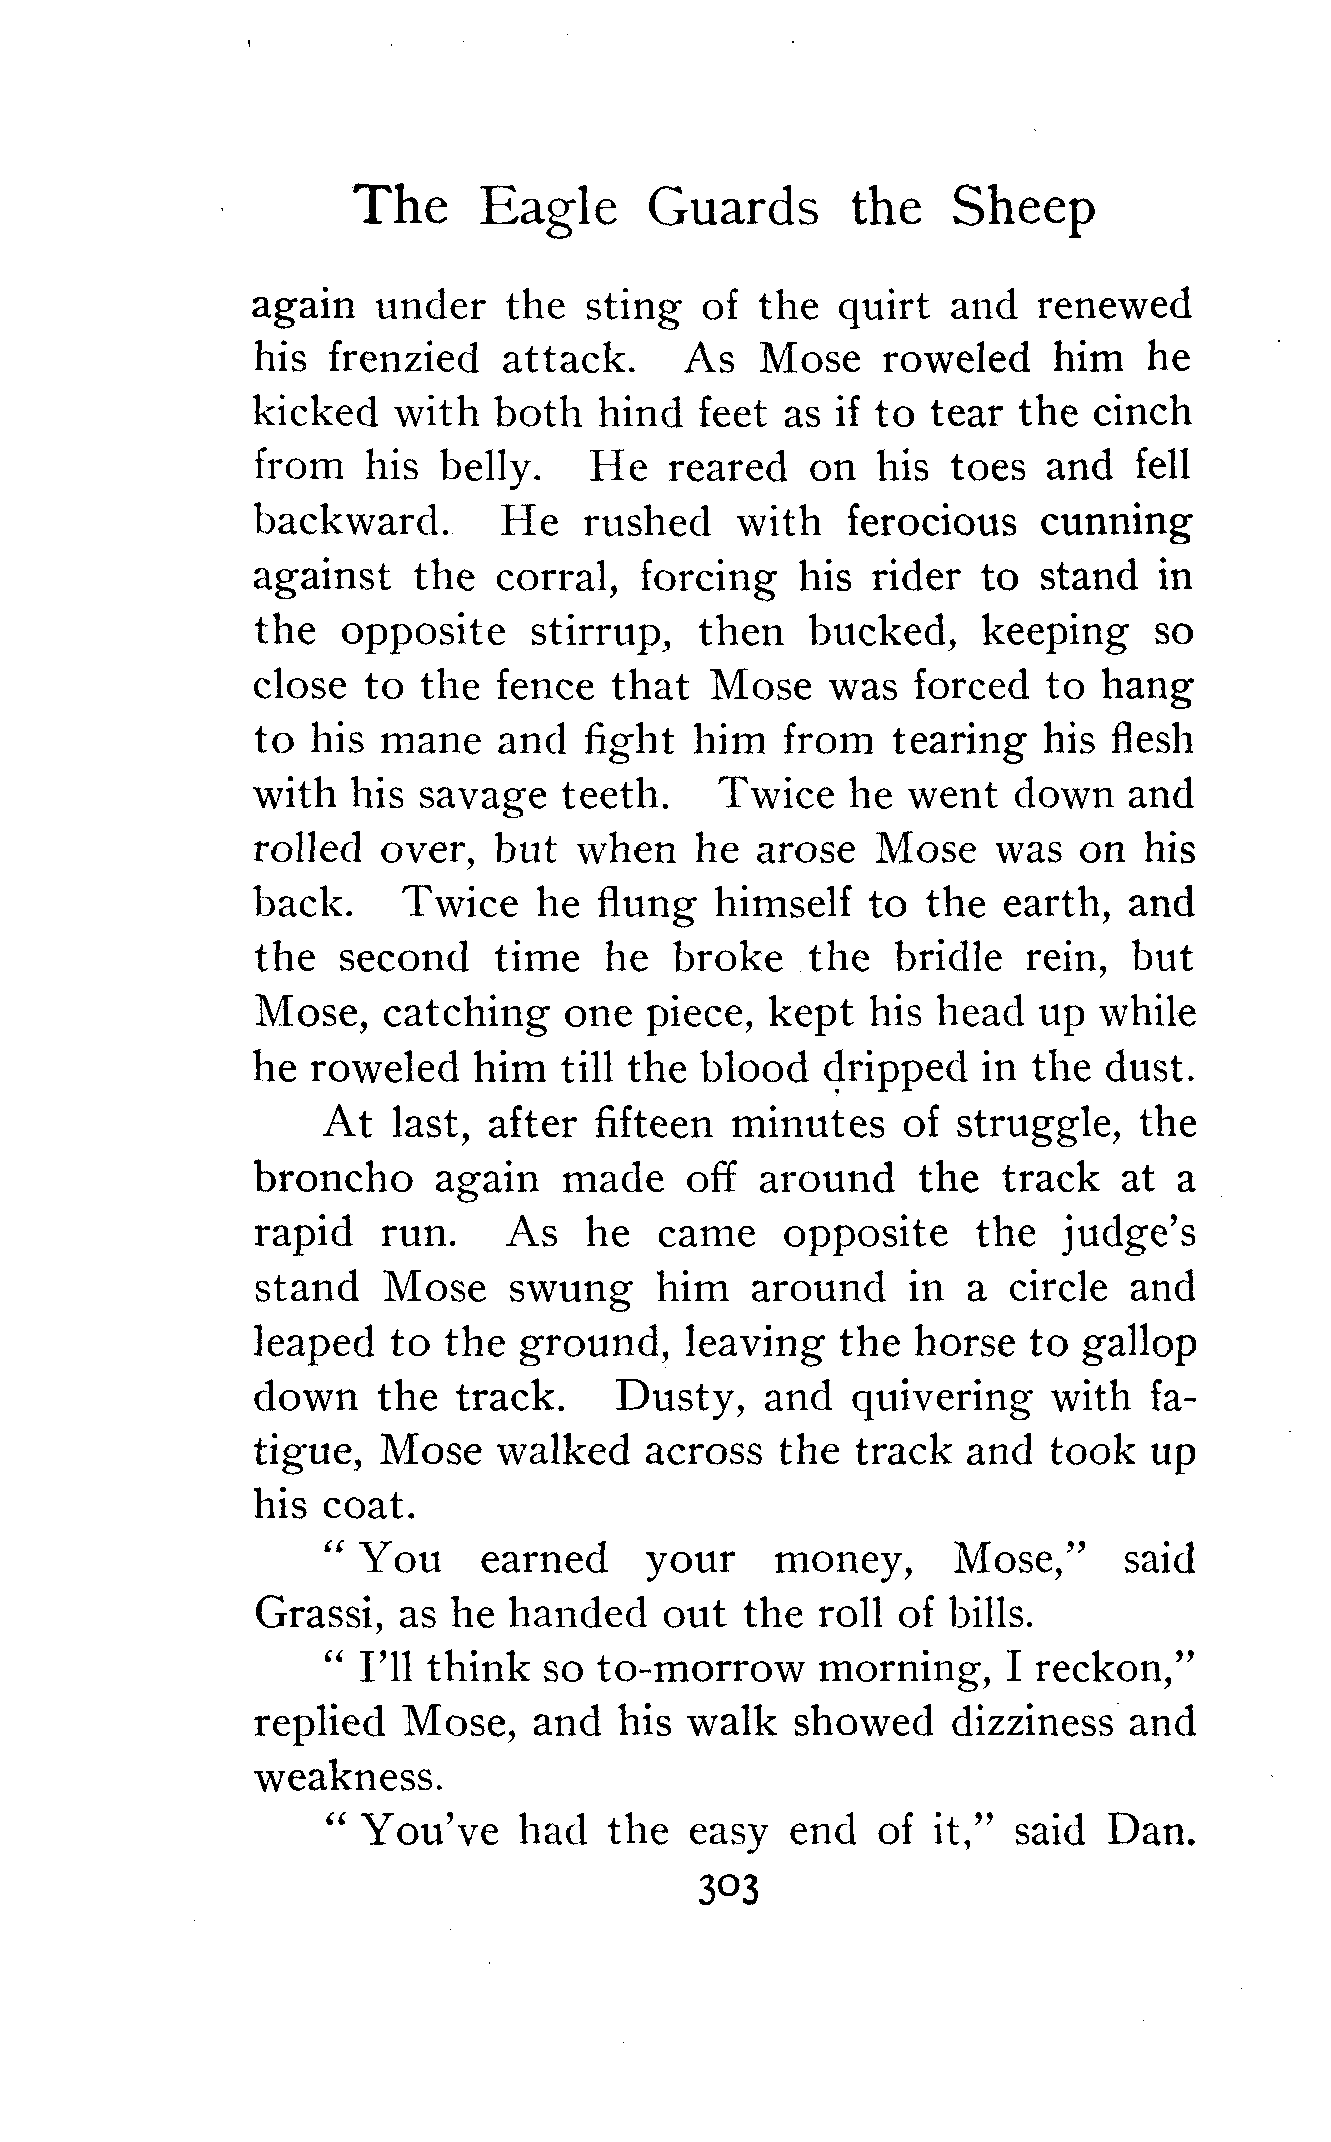 The Eagle Guards the Sheep
again under the sting of the quirt and renewed
his frenzied attack. As Mose roweled him he
kicked with both hind feet as if to tear the cinch
from his belly. He reared on his toes and fell
backward. He rushed with ferocious cunning
against the corral, forcing his rider to stand in
the opposite stirrup, then bucked, keeping so
close to the fence that Mose was forced to hang
to his mane and fight him from tearing his flesh
with his savage teeth. Twice he went down and
rolled over, but when he arose Mose was on his
back. Twice he flung himself to the earth, and
the second time he broke the bridle rein, but
Mose, catching one piece, kept his head up while
he roweled him till the blood dripped in the dust.
At last, after fifteen minutes of struggle, the
broncho again made off around the track at a
rapid run. As he came opposite the judge's
stand Mose swung him around in a circle and
leaped to the ground, leaving the horse to gallop
down the track. Dusty, and quivering with fa-
tigue, Mose walked across the track and took up
his coat.
" You earned your money, Mose," said
Grassi, as he handed out the roll of bills.
" I'll think so to-morrow morning, I reckon,"
replied Mose, and his walk showed dizziness and
weakness.
" You've had the easy end of it," said Dan.
303